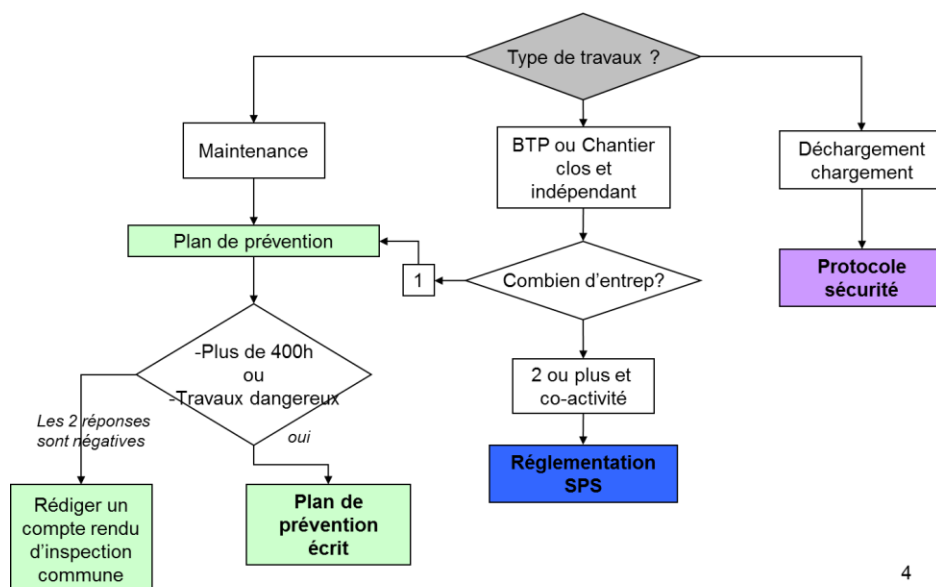 Type de travaux ?
Maintenance
BTP ou Chantier
clos et
indépendant
Déchargement
chargement
Plan de prévention
1
Combien d'entrep?
Protocole
sécurité
-Plus de 400h
ou
-Travaux dangereux
2 ou plus et
co-activité
Les 2 réponses
sont négatives
oui
Réglementation
SPS
Rédiger un
compte rendu
d'inspection
commune
Plan de
prévention
écrit
4